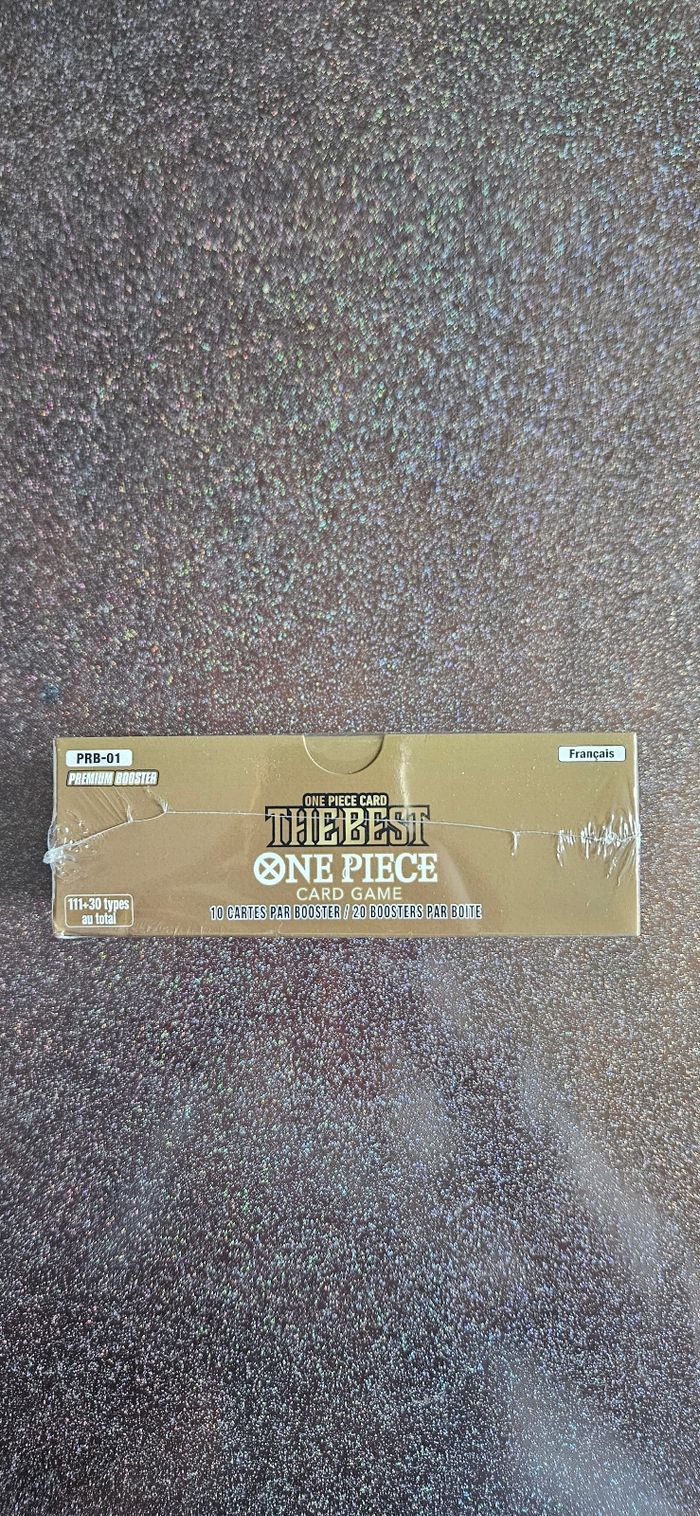 PRB-01
PREMIUM BOOSTER
Français
ONE PIECE CARD
THE BEST
ONE PIECE
CARD GAME
111+30 types
au total
10 CARTES PAR BOOSTER / 20 BOOSTERS PAR BOITE